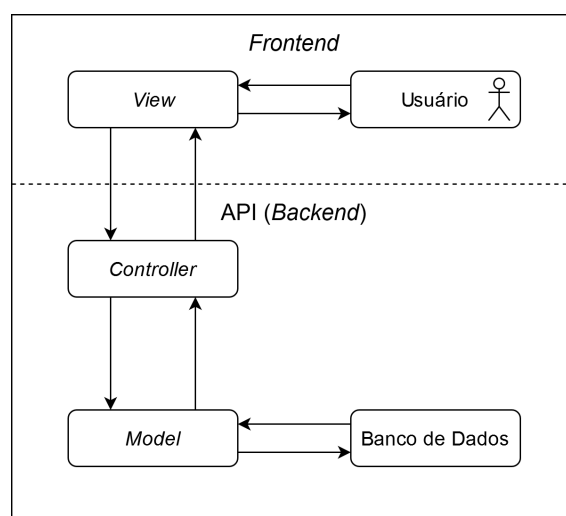 Frontend
View
Usuário
API (Backend)
Controller
Model
Banco de Dados